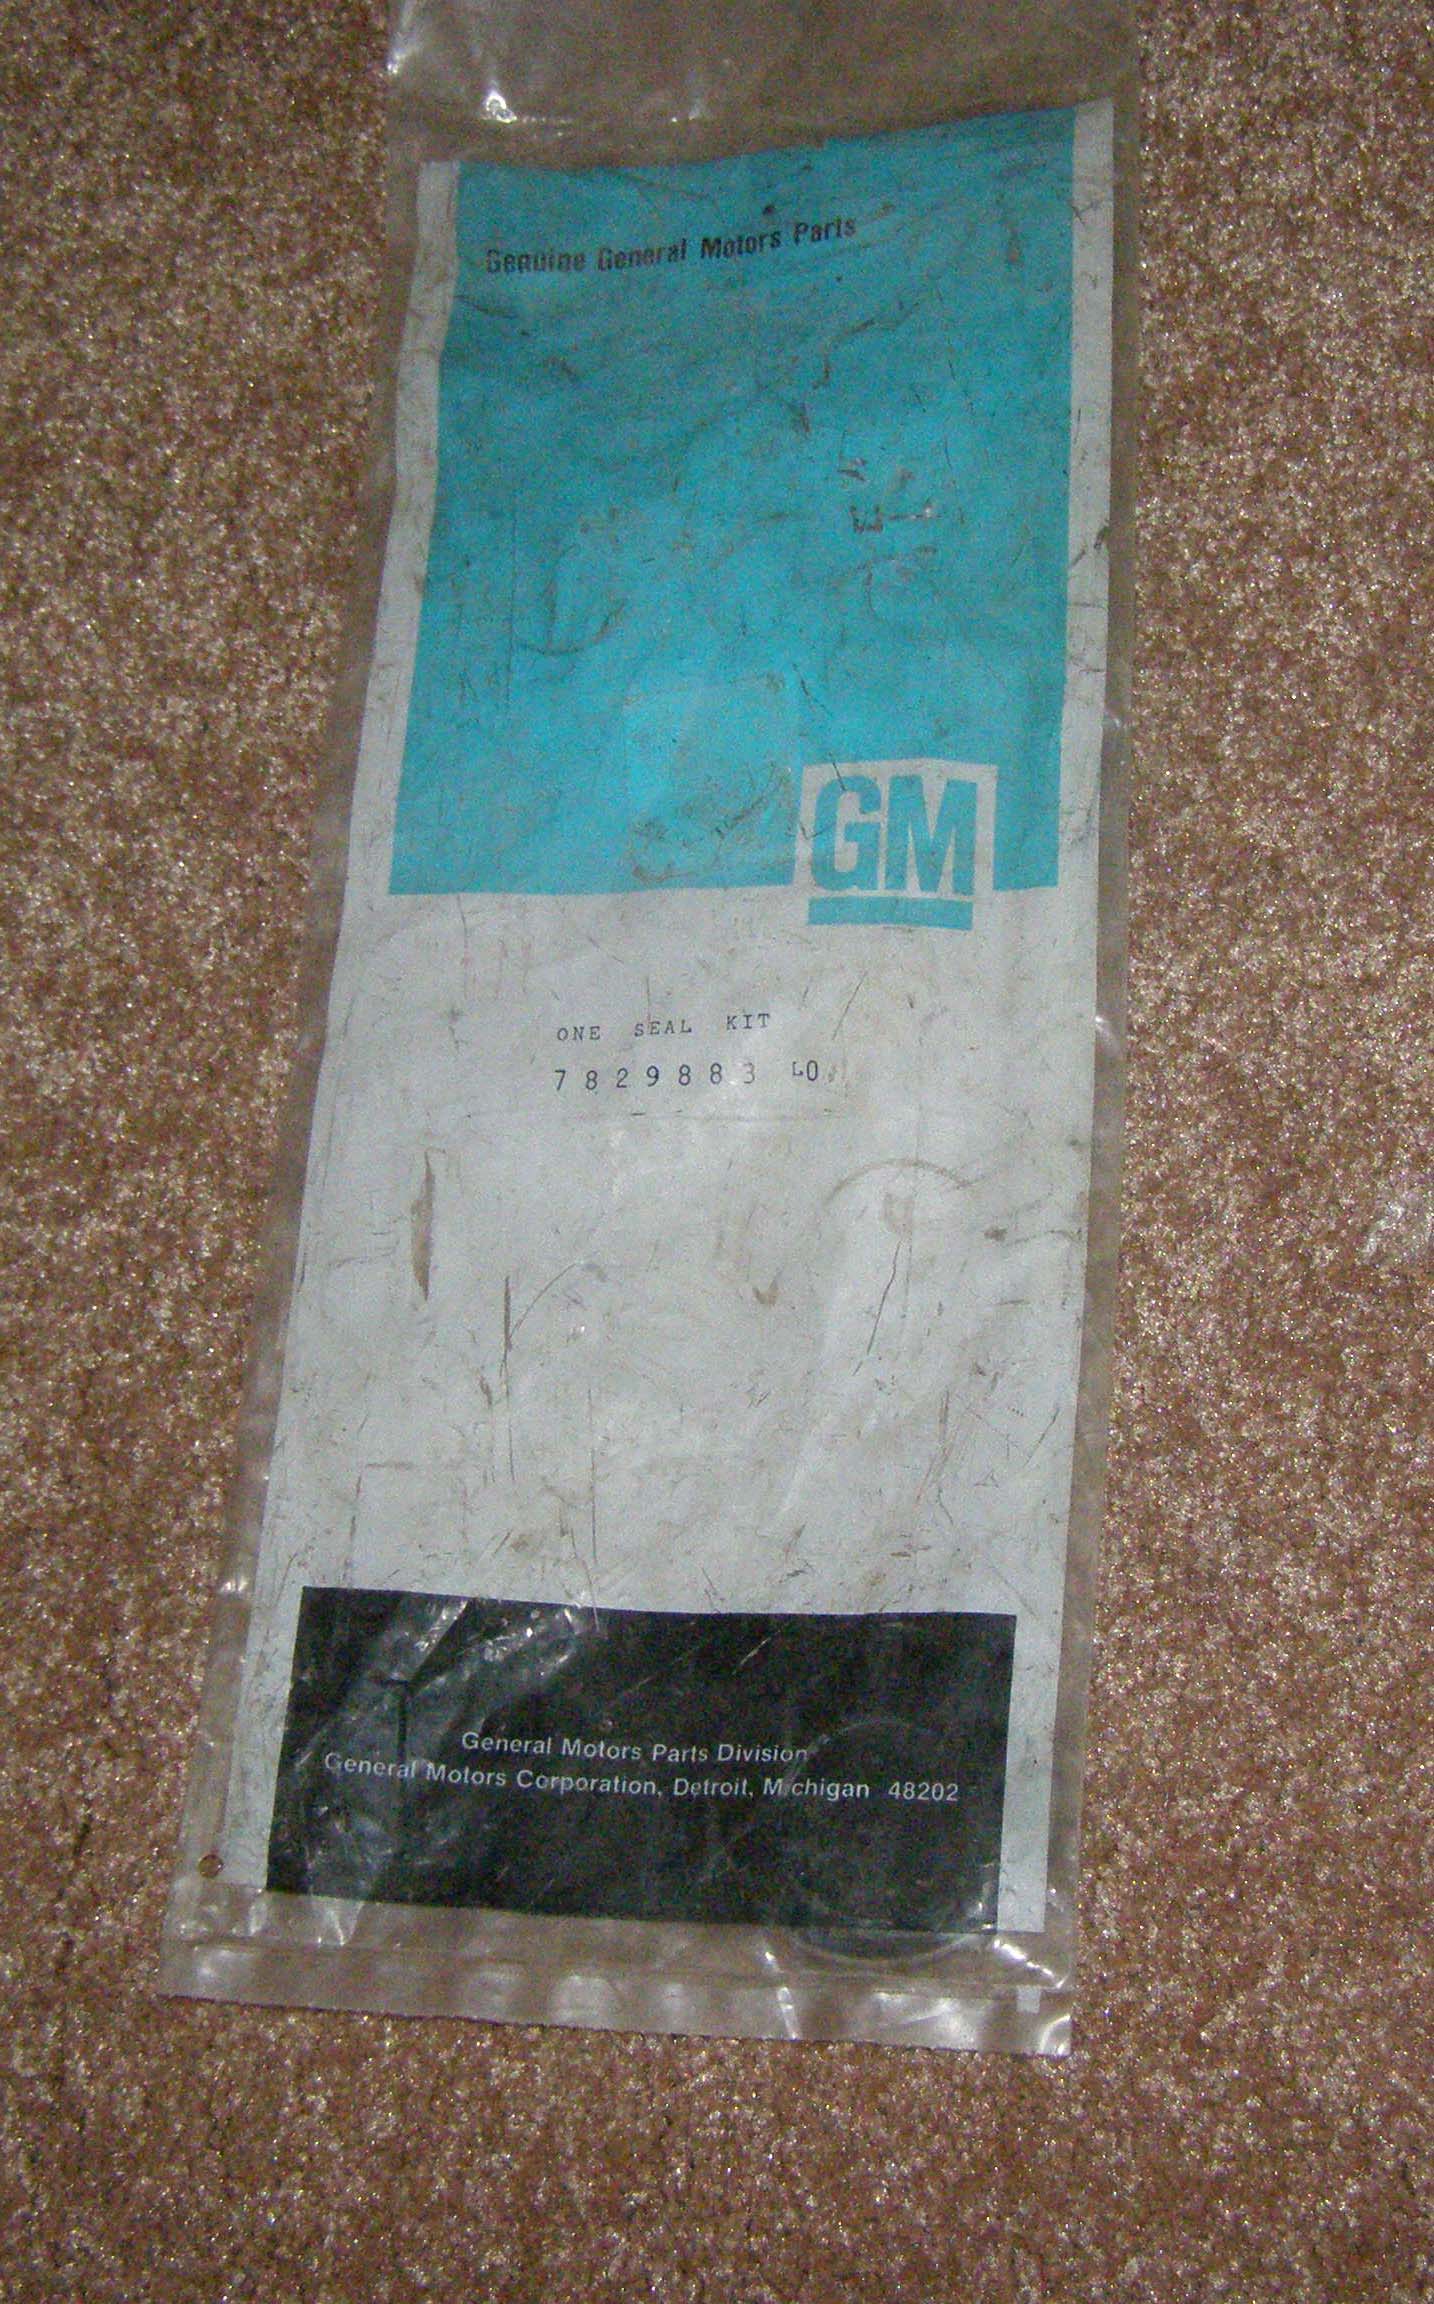 Genuine General Motors Parts
GM
ONE SEAL KIT
7829883 LO
General Motors Parts Division
General Motors Corporation, Detroit, Michigan 48202